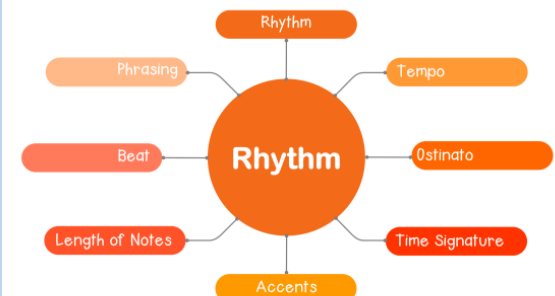 Rhythm
Phrasing
Tempo
Beat
Rhythm
Ostinato
Length of Notes
Time Signature
Accents